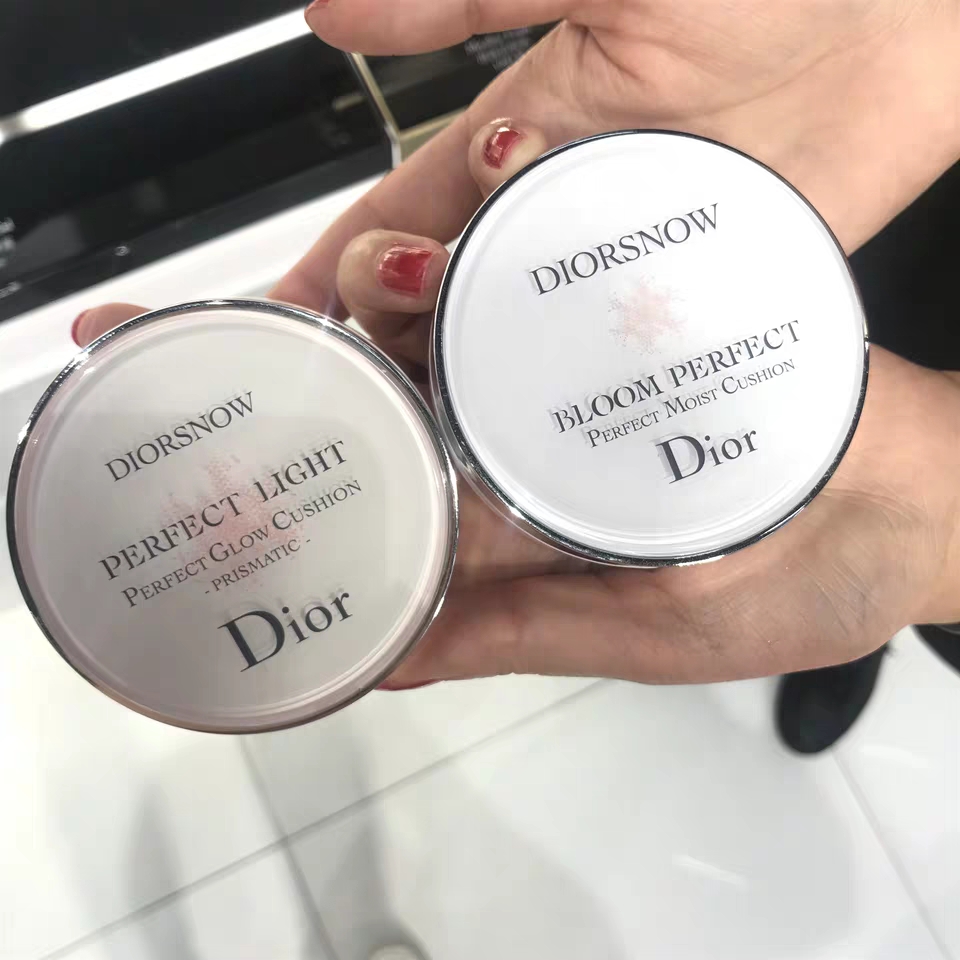 DIORSNOW
PERFECT LIGHT
PERFECT GLOW CUSHION
- PRISMATIC -
Dior
DIORSNOW
BLOOM PERFECT
PERFECT MOIST CUSHION
Dior